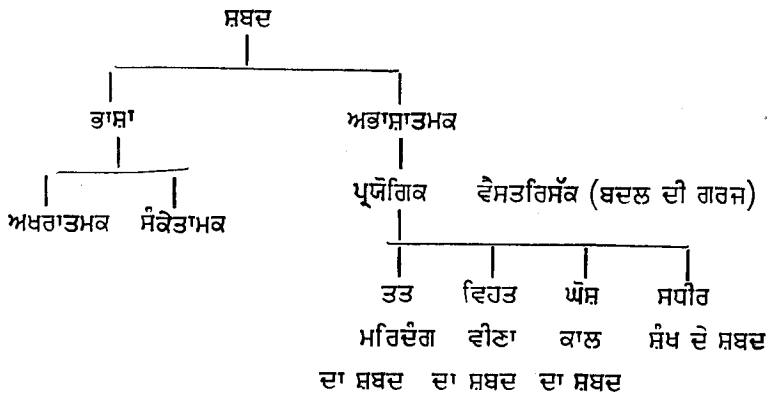 ਸ਼ਬਦ
ਭਾਸ਼ਾ ਅਭਾਸ਼ਾਤਮਕ
ਪ੍ਰਯੋਗਿਕ ਵੈਸਤਰਿਸੱਕ (ਬਦਲ ਦੀ ਗਰਜ)
ਅਖਰਾਤਮਕ ਸੰਕੇਤਾਮਕ
ਤਤ ਵਿਹਤ ਘੋਸ਼ ਸਧੀਰ
ਮਰਿਦੰਗ ਵੀਣਾ ਕਾਲ ਸ਼ੰਖ ਦੇ ਸ਼ਬਦ
ਦਾ ਸ਼ਬਦ ਦਾ ਸ਼ਬਦ ਦਾ ਸ਼ਬਦ